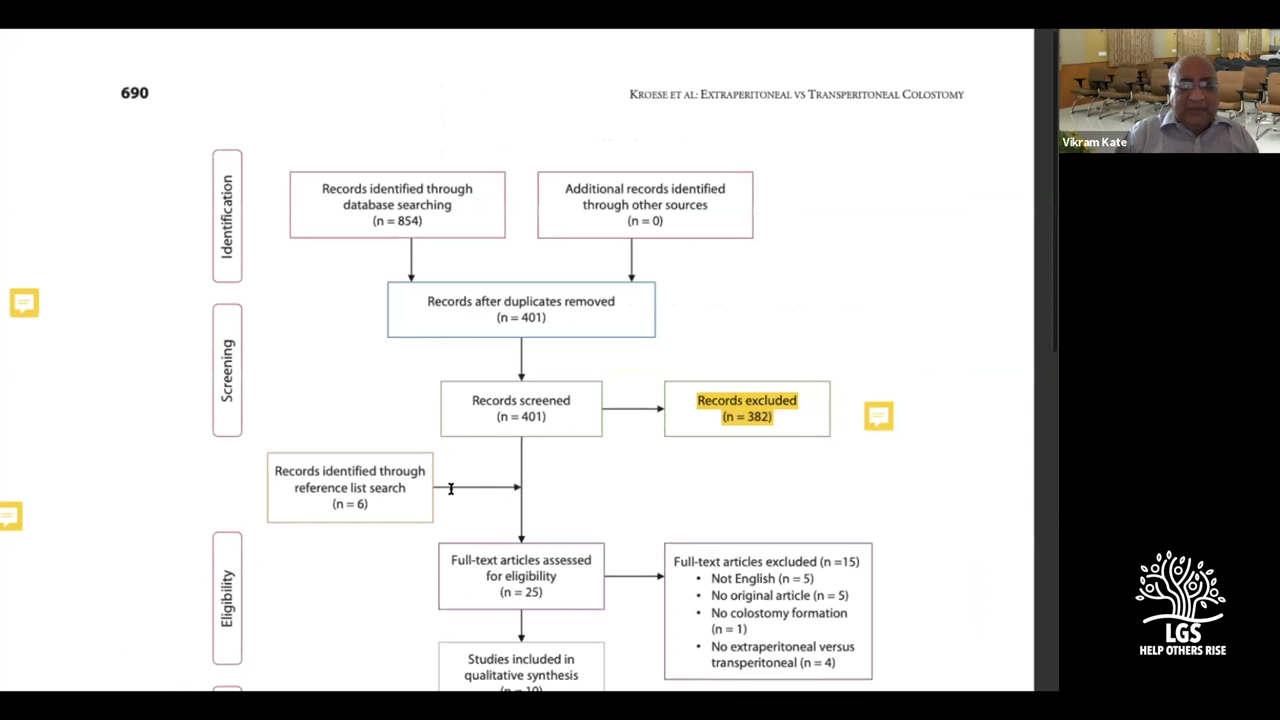 690
KROESE ET AL: EXTRAPERITONEAL VS TRANSPERITONEAL COLOSTOMY
Vikram Kate
Identification
Records identified through
database searching
(n = 854)
Additional records identified
through other sources
(n = 0)
Records after duplicates removed
(n = 401)
Screening
Records screened
(n = 401)
Records excluded
(n = 382)
Records identified through
reference list search
(n = 6)
Eligibility
Full-text articles assessed
for eligibility
(n = 25)
Full-text articles excluded (n =15)
• Not English (n = 5)
• No original article (n = 5)
• No colostomy formation
(n = 1)
• No extraperitoneal versus
transperitoneal (n = 4)
Studies included in
qualitative synthesis
(n = 10)
LGS
HELP OTHERS RISE